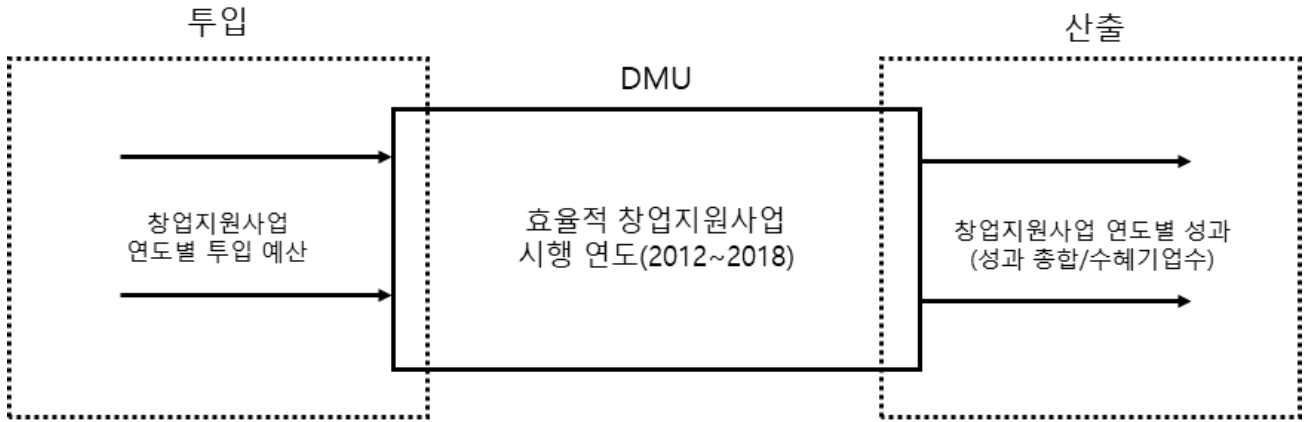 투입
산출
DMU
창업지원사업
연도별 투입 예산
효율적 창업지원사업
시행 연도(2012~2018)
창업지원사업 연도별 성과
(성과 총합/수혜기업수)